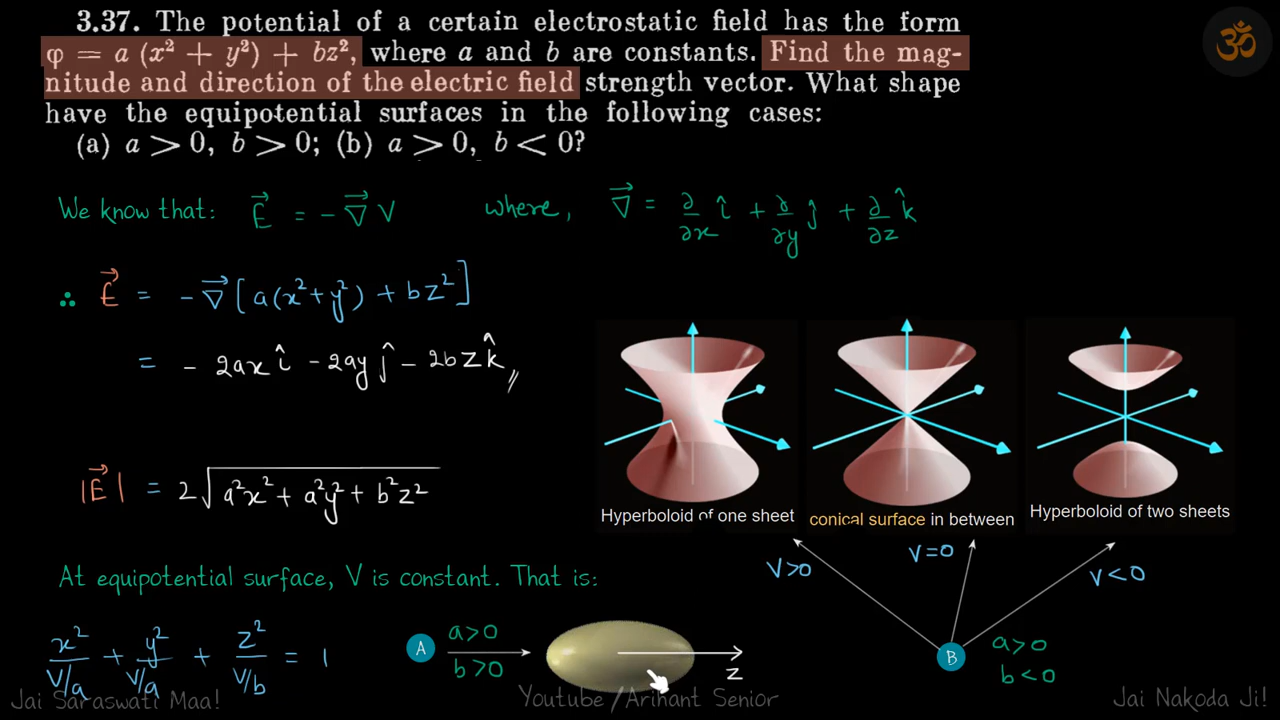 3.37. The potential of a certain electrostatic field has the form
φ = a (x² + y²) + bz², where a and b are constants. Find the mag-
nitude and direction of the electric field strength vector. What shape
have the equipotential surfaces in the following cases:
(a) a > 0, b > 0; (b) a > 0, b < 0?
ॐ
We know that: E⃗ = -∇⃗ V where, ∇⃗ = ∂/∂x î + ∂/∂y ĵ + ∂/∂z k̂
∴ E⃗ = -∇⃗ [a(x²+y²) + bz²]
= - 2ax î - 2ay ĵ - 2bz k̂
|E⃗| = 2√(a²x² + a²y² + b²z²)
Hyperboloid of one sheet
conical surface in between
Hyperboloid of two sheets
V>0
V=0
V<0
At equipotential surface, V is constant. That is:
x²/(V/a) + y²/(V/a) + z²/(V/b) = 1
A a>0
b>0
z
B a>0
b<0
Jai Saraswati Maa!
Youtube /Arihant Senior
Jai Nakoda Ji!